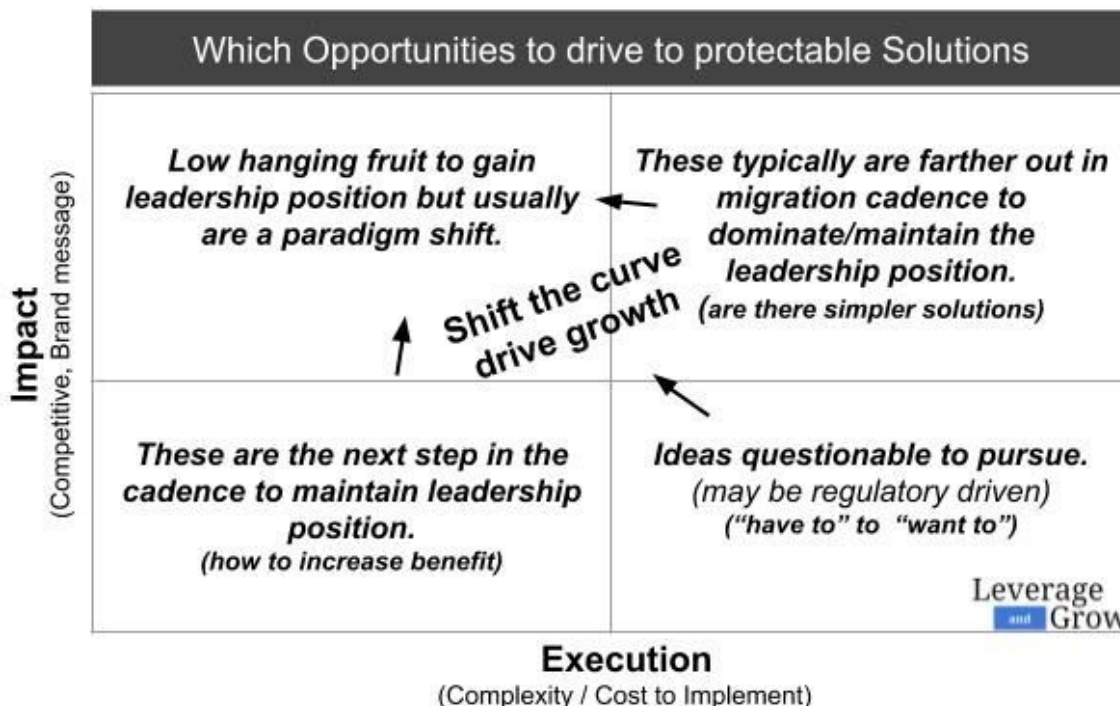 Which Opportunities to drive to protectable Solutions
Low hanging fruit to gain
leadership position but usually
are a paradigm shift.
These typically are farther out in
migration cadence to
dominate/maintain the
leadership position.
(are there simpler solutions)
Shift the curve
drive growth
Impact
(Competitive, Brand message)
These are the next step in the
cadence to maintain leadership
position.
(how to increase benefit)
Ideas questionable to pursue.
(may be regulatory driven)
(“have to” to “want to”)
Leverage
and Grow
Execution
(Complexity / Cost to Implement)